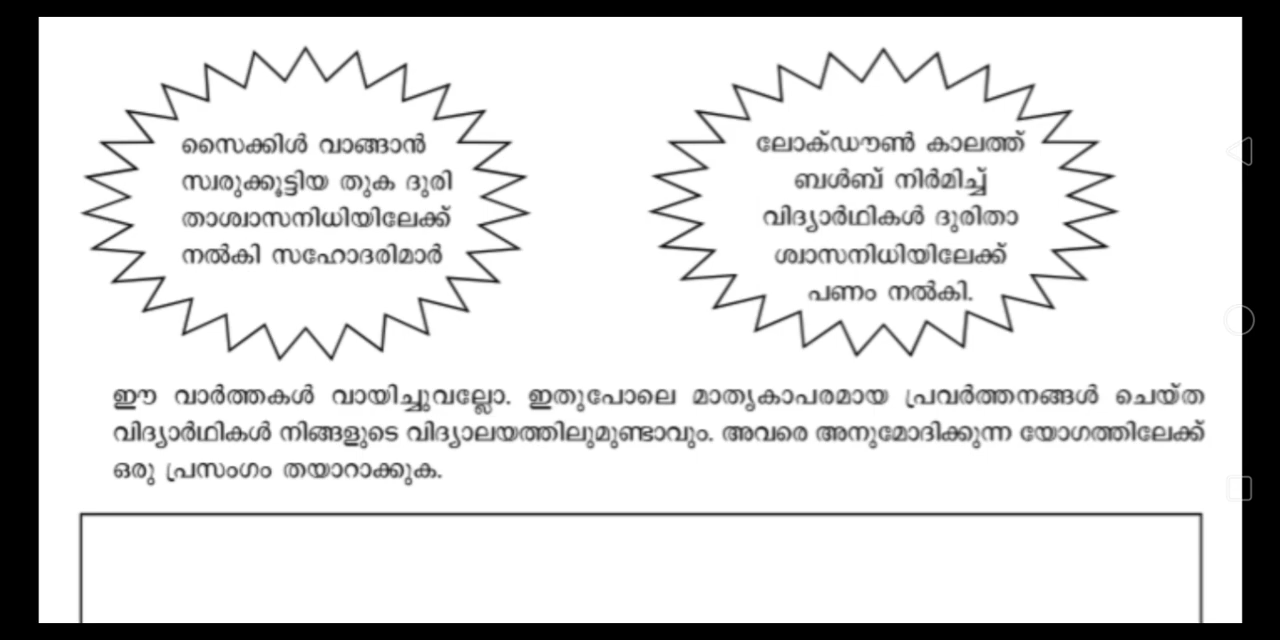 സൈക്കിൾ വാങ്ങാൻ
സ്വരുക്കൂട്ടിയ തുക ദുരി
താശ്വാസനിധിയിലേക്ക്
നൽകി സഹോദരിമാർ
ലോക്ഡൗൺ കാലത്ത്
ബൾബ് നിർമിച്ച്
വിദ്യാർഥികൾ ദുരിതാ
ശ്വാസനിധിയിലേക്ക്
പണം നൽകി.
ഈ വാർത്തകൾ വായിച്ചുവല്ലോ. ഇതുപോലെ മാതൃകാപരമായ പ്രവർത്തനങ്ങൾ ചെയ്ത
വിദ്യാർഥികൾ നിങ്ങളുടെ വിദ്യാലയത്തിലുമുണ്ടാവും. അവരെ അനുമോദിക്കുന്ന യോഗത്തിലേക്ക്
ഒരു പ്രസംഗം തയാറാക്കുക.